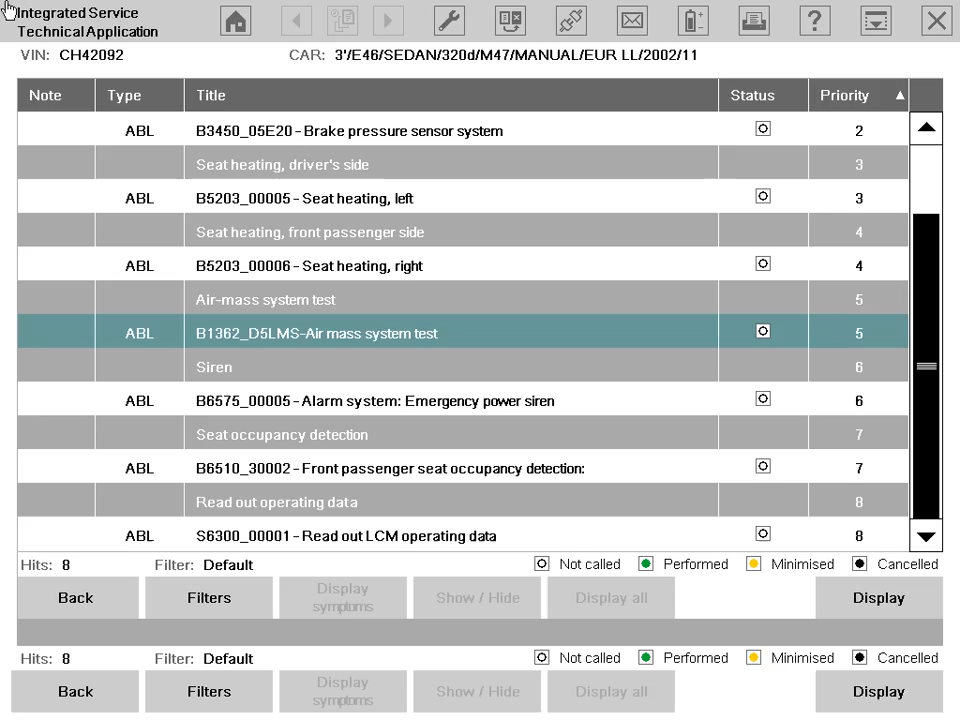 Integrated Service
Technical Application
VIN: CH42092 CAR: 3'/E46/SEDAN/320d/M47/MANUAL/EUR LL/2002/11
Note Type Title Status Priority ▲
ABL B3450_05E20 - Brake pressure sensor system 2
Seat heating, driver's side 3
ABL B5203_00005 - Seat heating, left 3
Seat heating, front passenger side 4
ABL B5203_00006 - Seat heating, right 4
Air-mass system test 5
ABL B1362_D5LMS-Air mass system test 5
Siren 6
ABL B6575_00005 - Alarm system: Emergency power siren 6
Seat occupancy detection 7
ABL B6510_30002 - Front passenger seat occupancy detection: 7
Read out operating data 8
ABL S6300_00001 - Read out LCM operating data 8
Hits: 8 Filter: Default Not called Performed Minimised Cancelled
Back Filters Display symptoms Show / Hide Display all Display
Hits: 8 Filter: Default Not called Performed Minimised Cancelled
Back Filters Display symptoms Show / Hide Display all Display